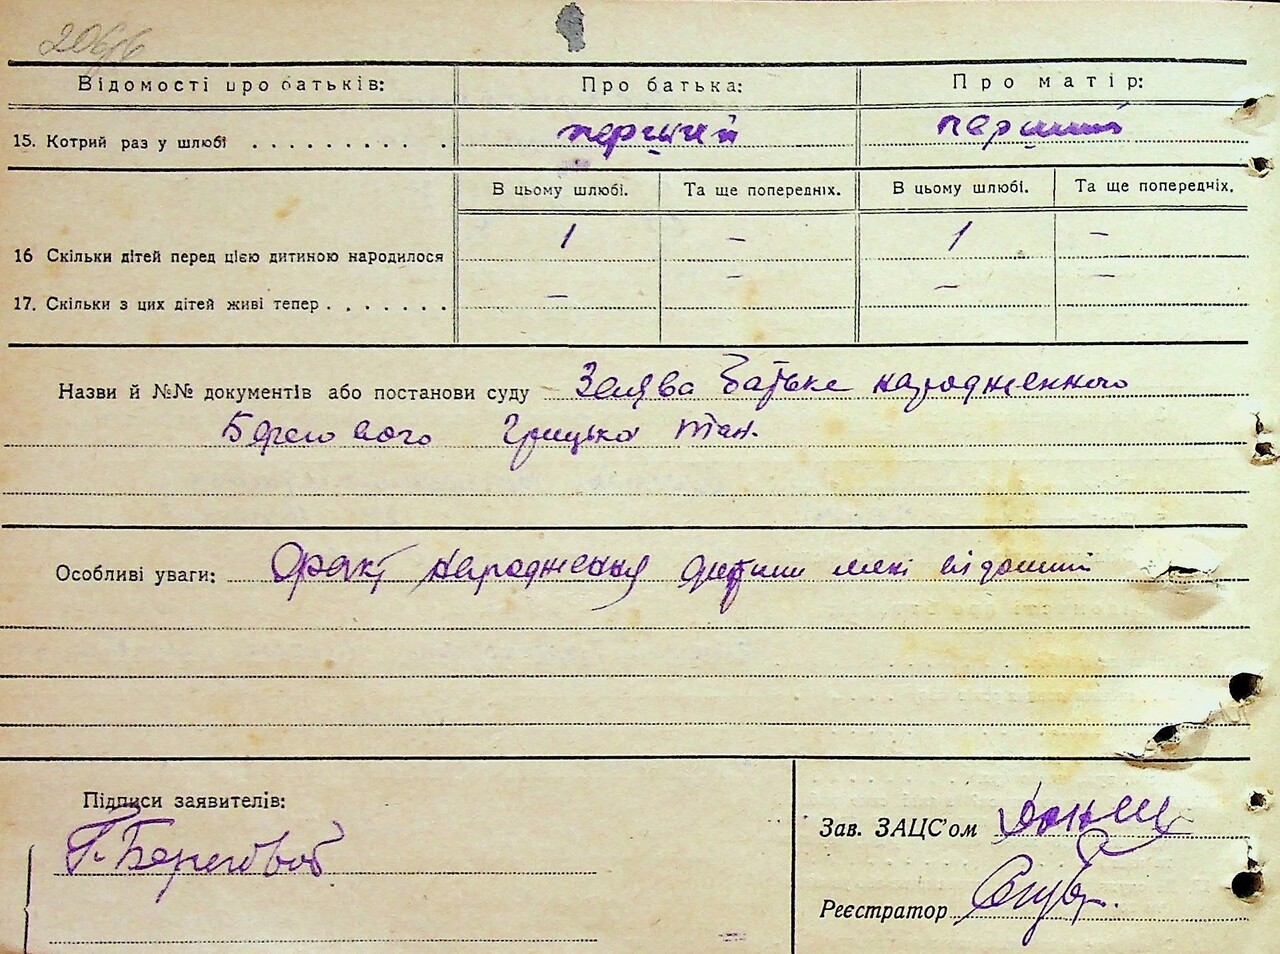 206/6
Відомості про батьків: Про батька: Про матір:
15. Котрий раз у шлюбі . . . . . . . . . . . перший перший
В цьому шлюбі. Та ще попередніх. В цьому шлюбі. Та ще попередніх.
16 Скільки дітей перед цією дитиною народилося 1 – 1 –
17. Скільки з цих дітей живі тепер . . . . . . . – – – –
Назви й №№ документів або постанови суду Заява батька народженного
Берегового Грицька
Особливі уваги: Факт народження дитини мені відомий
Підписи заявителів:
Г. Береговой
Зав. ЗАЦС'ом
Реєстратор